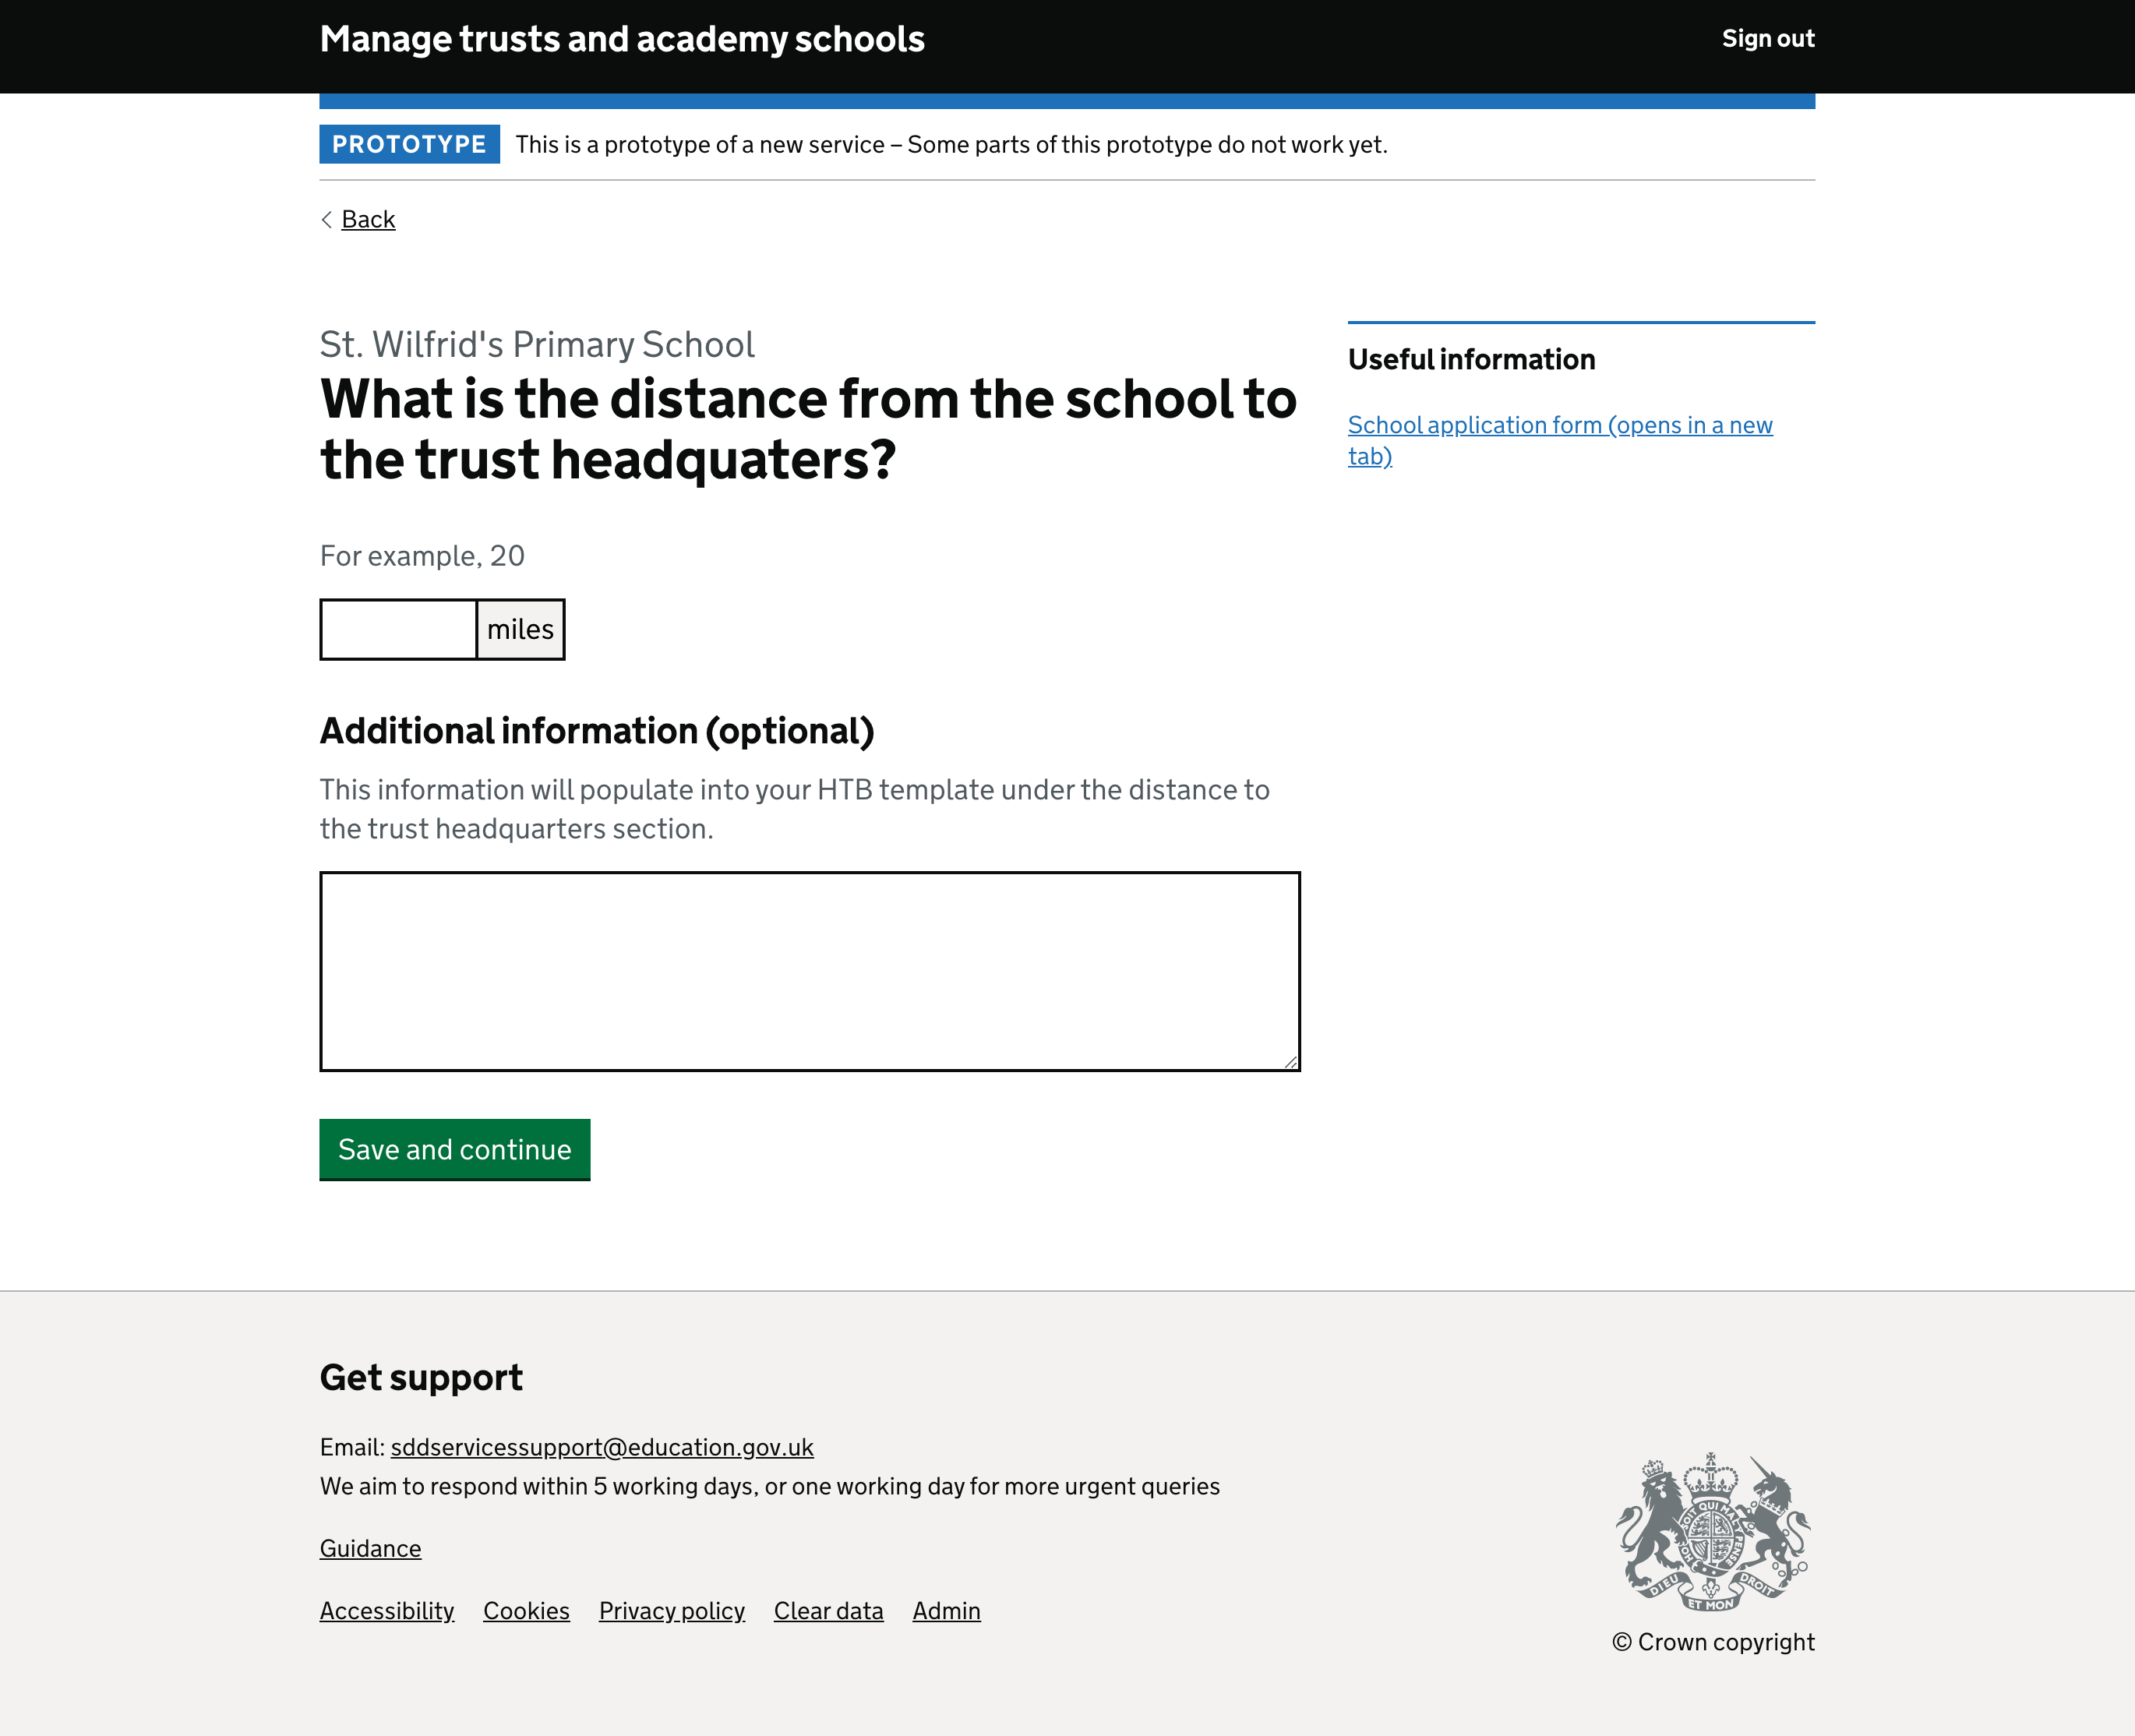 Manage trusts and academy schools
Sign out
PROTOTYPE This is a prototype of a new service – Some parts of this prototype do not work yet.
Back
St. Wilfrid's Primary School
What is the distance from the school to
the trust headquaters?
For example, 20
miles
Additional information (optional)
This information will populate into your HTB template under the distance to
the trust headquarters section.
Save and continue
Useful information
School application form (opens in a new
tab)
Get support
Email: sddservicessupport@education.gov.uk
We aim to respond within 5 working days, or one working day for more urgent queries
Guidance
Accessibility Cookies Privacy policy Clear data Admin
SOIT QUI MAL
PENSE
HO
DIEU ET MON DROIT
© Crown copyright